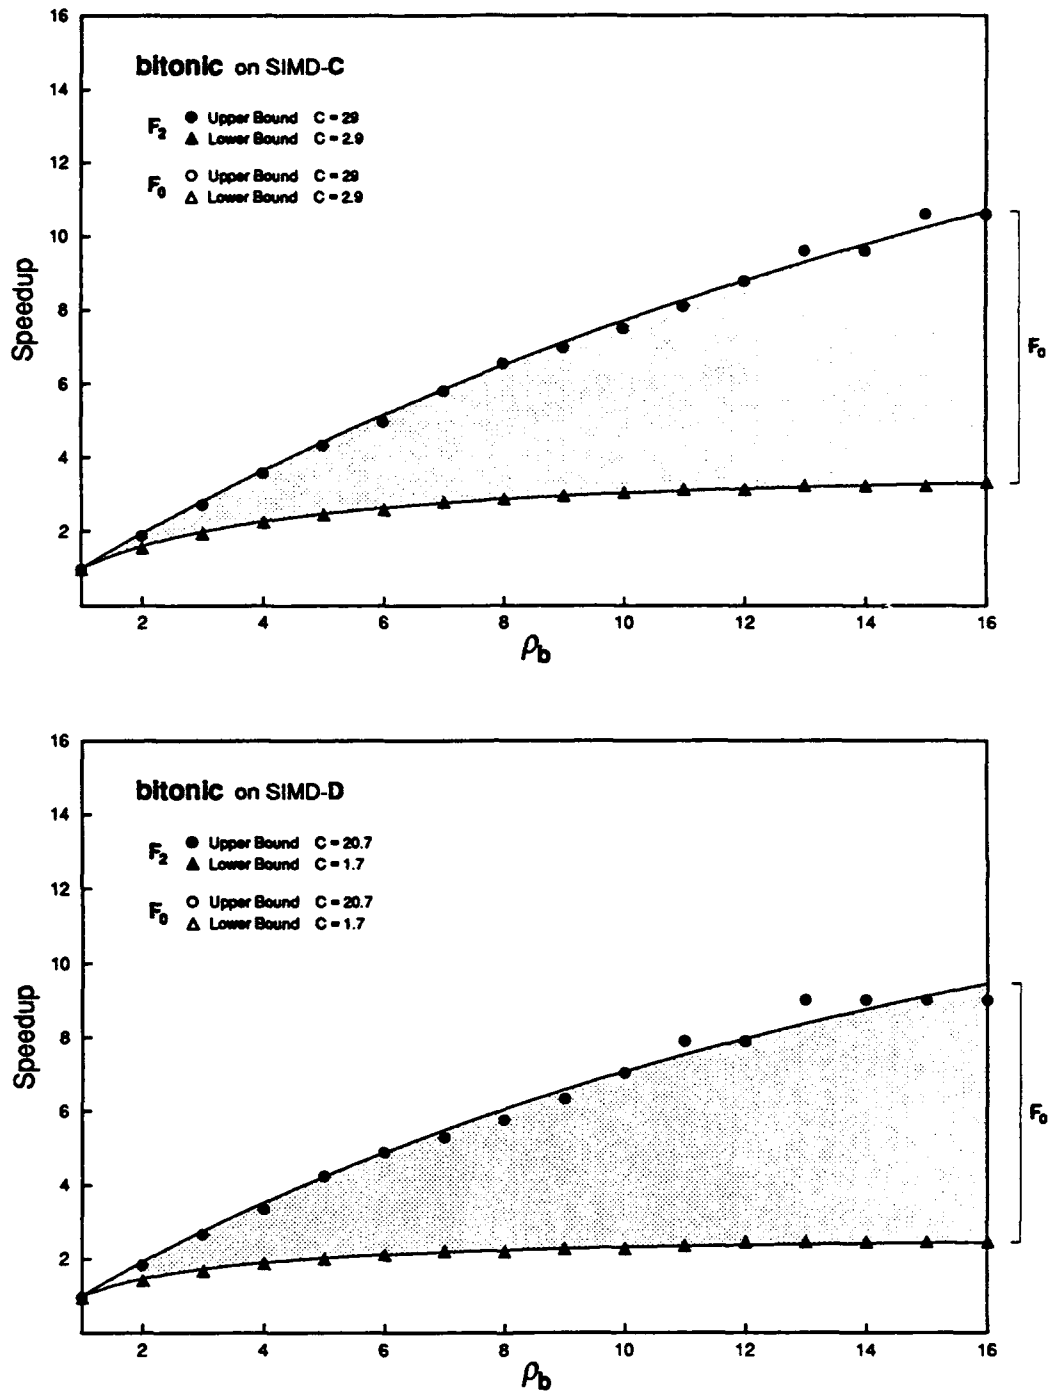 16
bitonic on SIMD-C
14
F₂ ● Upper Bound C = 29
▲ Lower Bound C = 2.9
12
F₀ ○ Upper Bound C = 29
△ Lower Bound C = 2.9
10
Speedup
8
F₀
6
4
2
2 4 6 8 10 12 14 16
ρb
16
bitonic on SIMD-D
14
F₂ ● Upper Bound C = 20.7
▲ Lower Bound C = 1.7
12
F₀ ○ Upper Bound C = 20.7
△ Lower Bound C = 1.7
10
Speedup
8
F₀
6
4
2
2 4 6 8 10 12 14 16
ρb